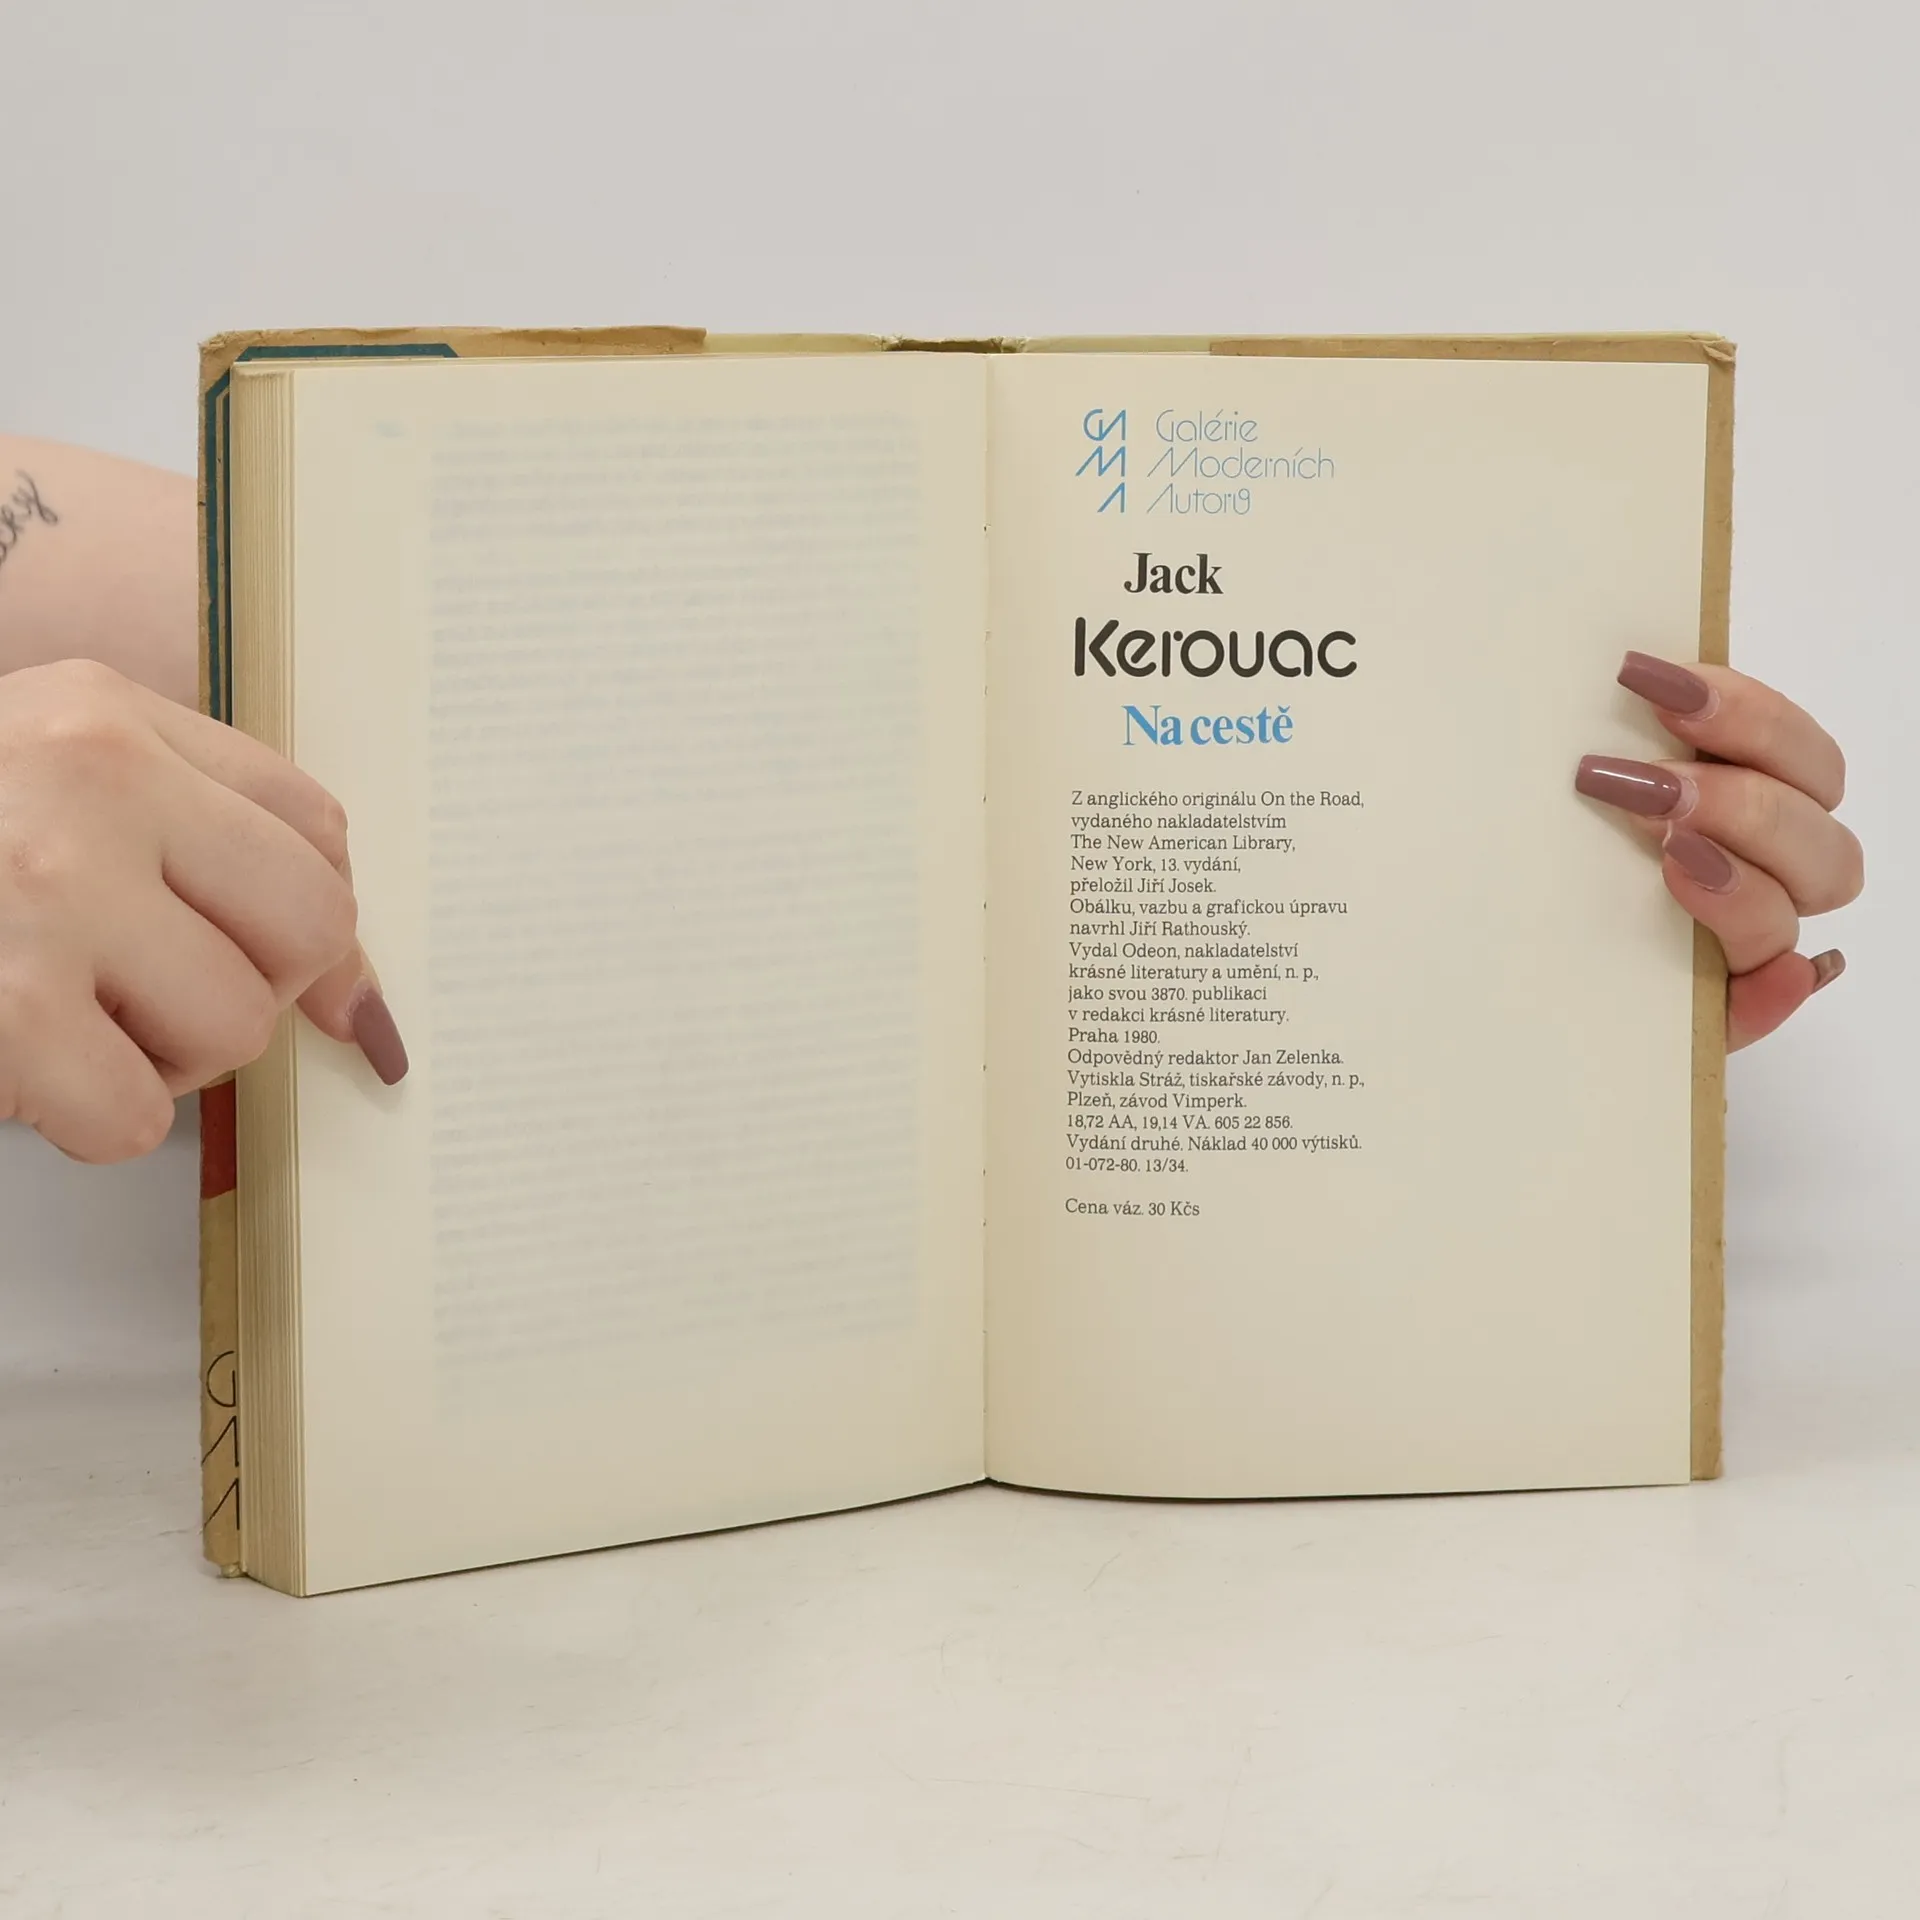 GMA Galérie
Moderních
Autorů
Jack
Kerouac
Na cestě
Z anglického originálu On the Road,
vydaného nakladatelstvím
The New American Library,
New York, 13. vydání,
přeložil Jiří Josek.
Obálku, vazbu a grafickou úpravu
navrhl Jiří Rathouský.
Vydal Odeon, nakladatelství
krásné literatury a umění, n. p.,
jako svou 3870. publikaci
v redakci krásné literatury.
Praha 1980.
Odpovědný redaktor Jan Zelenka.
Vytiskla Stráž, tiskařské závody, n. p.,
Plzeň, závod Vimperk.
18,72 AA, 19,14 VA. 605 22 856.
Vydání druhé. Náklad 40 000 výtisků.
01-072-80. 13/34.
Cena váz. 30 Kčs